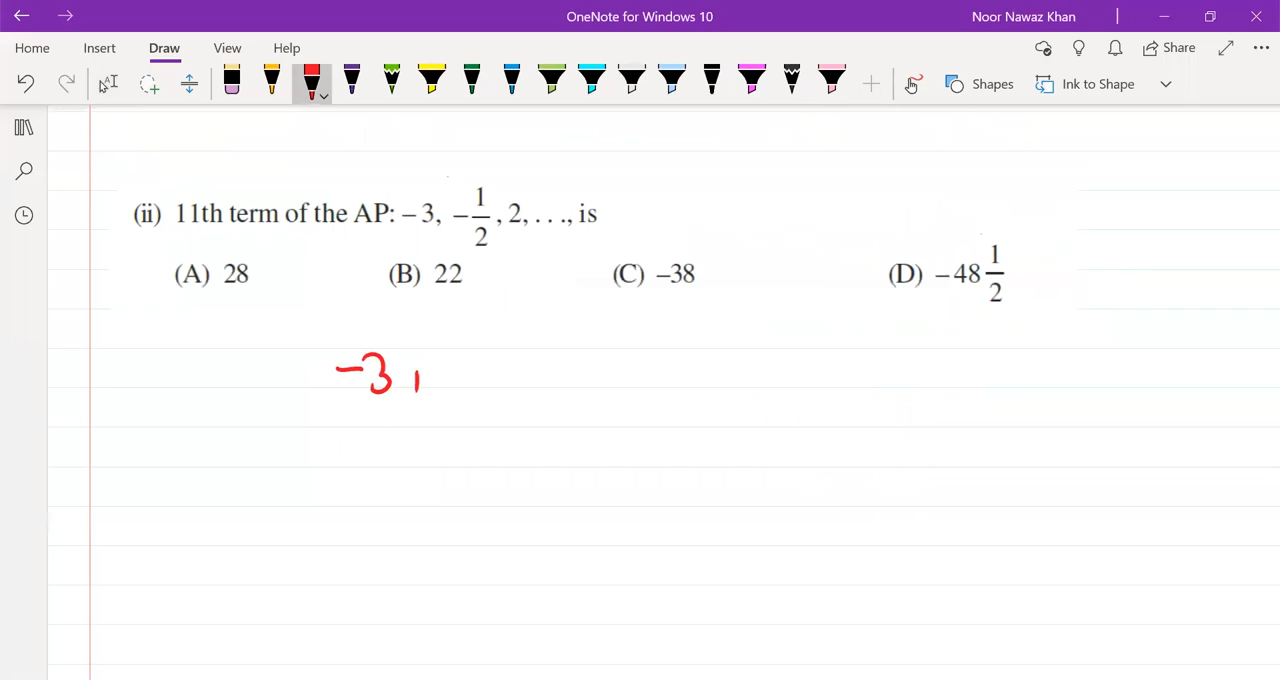 OneNote for Windows 10
Noor Nawaz Khan
Home Insert Draw View Help
Share
Shapes
Ink to Shape
(ii) 11th term of the AP: – 3, –1/2, 2, . . ., is
(A) 28 (B) 22 (C) –38 (D) – 48 1/2
-3 ,